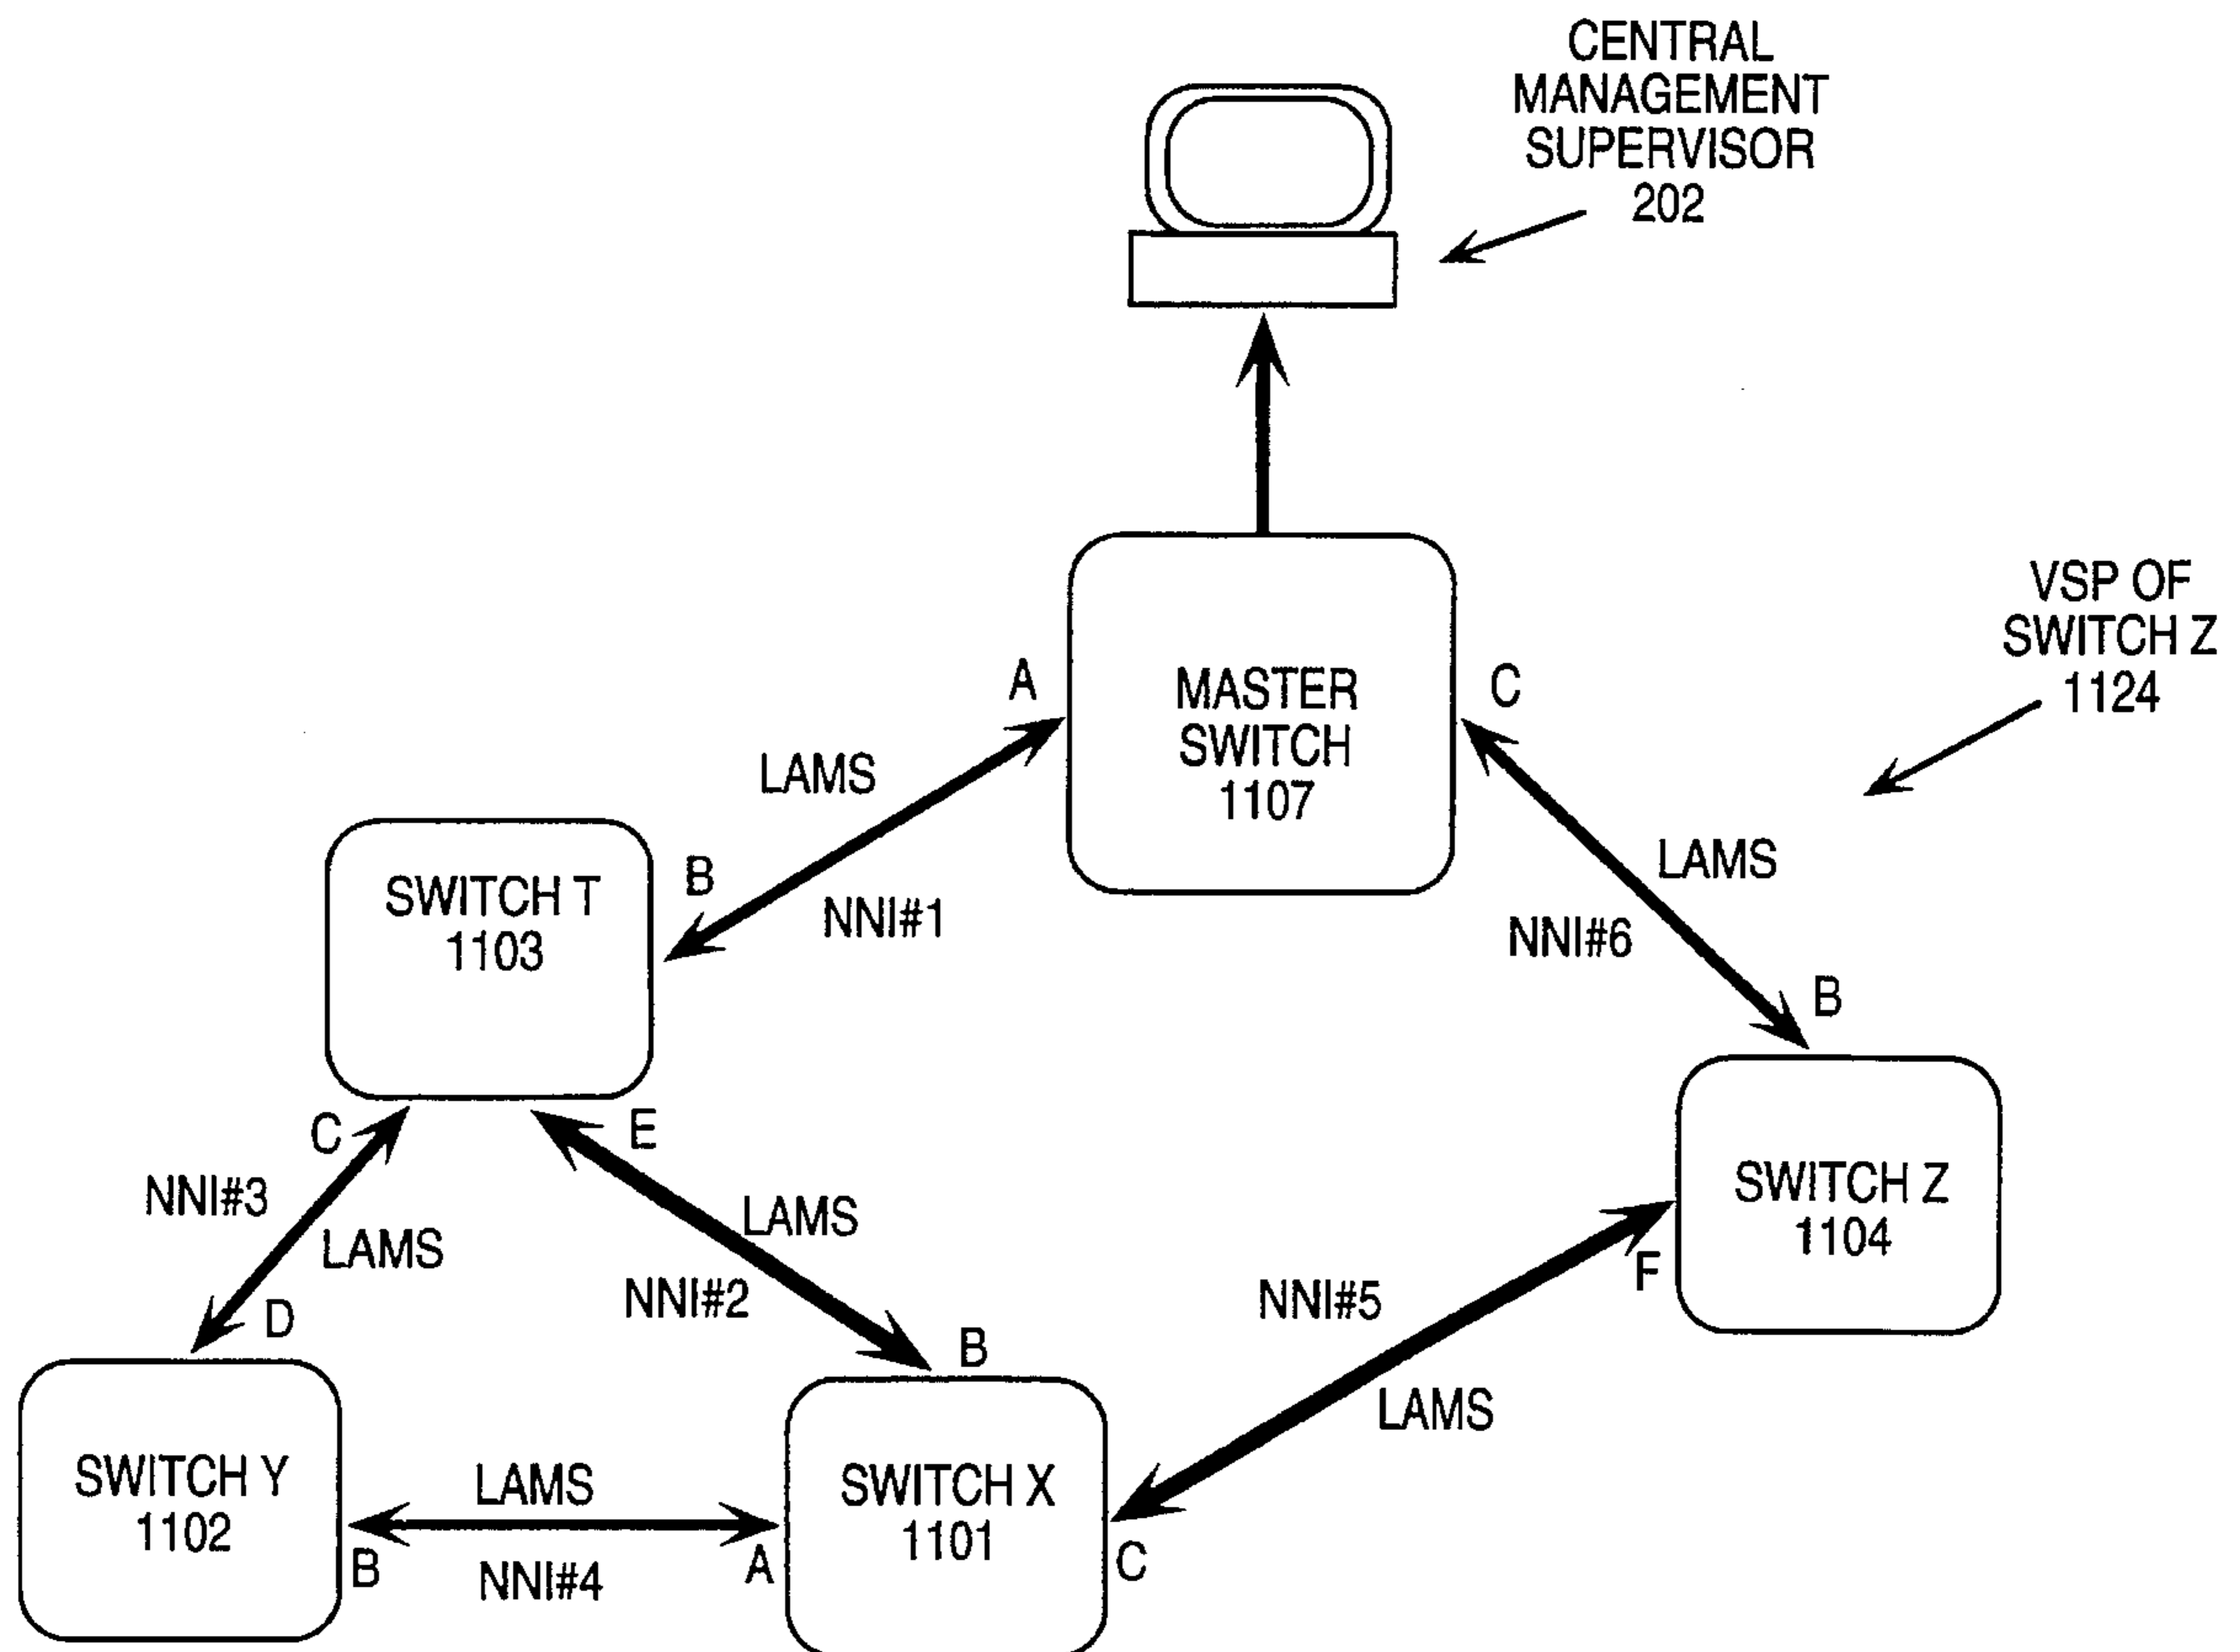 CENTRAL
MANAGEMENT
SUPERVISOR
202
VSP OF
SWITCH Z
1124
A
MASTER
SWITCH
1107
C
LAMS
LAMS
B
NNI#1
NNI#6
SWITCH T
1103
B
C
E
NNI#3
LAMS
LAMS
NNI#2
D
B
SWITCH Z
1104
F
NNI#5
LAMS
SWITCH Y
1102
B
LAMS
NNI#4
A
SWITCH X
1101
C